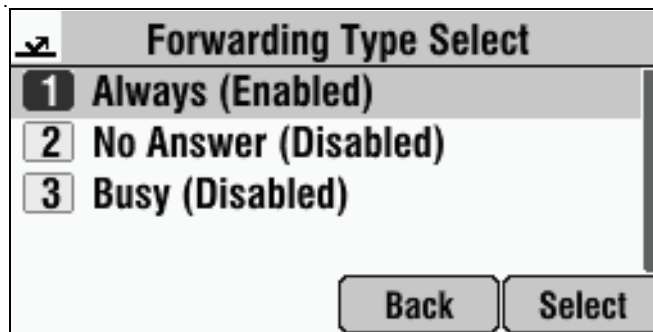 Forwarding Type Select
1 Always (Enabled)
2 No Answer (Disabled)
3 Busy (Disabled)
Back Select